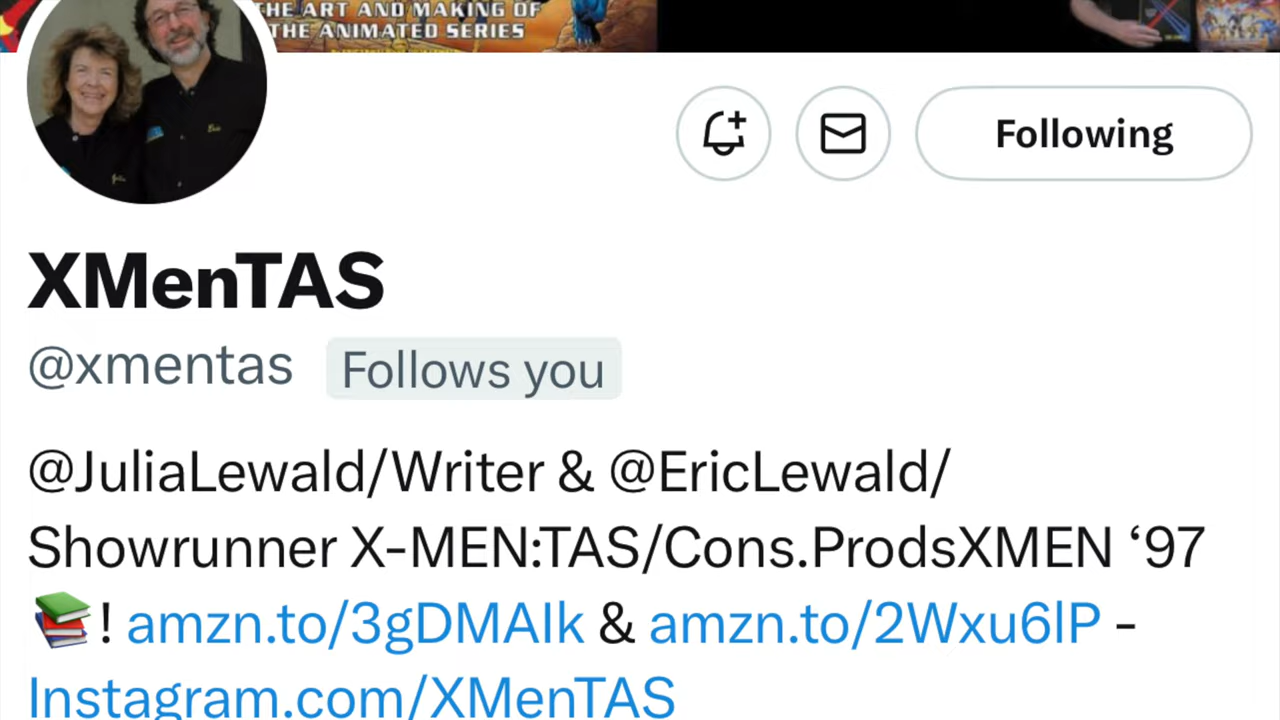 THE ART AND MAKING OF
THE ANIMATED SERIES
Following
XMenTAS
@xmentas Follows you
@JuliaLewald/Writer & @EricLewald/
Showrunner X-MEN:TAS/Cons.ProdsXMEN ‘97
📚! amzn.to/3gDMAIk & amzn.to/2Wxu6lP -
Instagram.com/XMenTAS